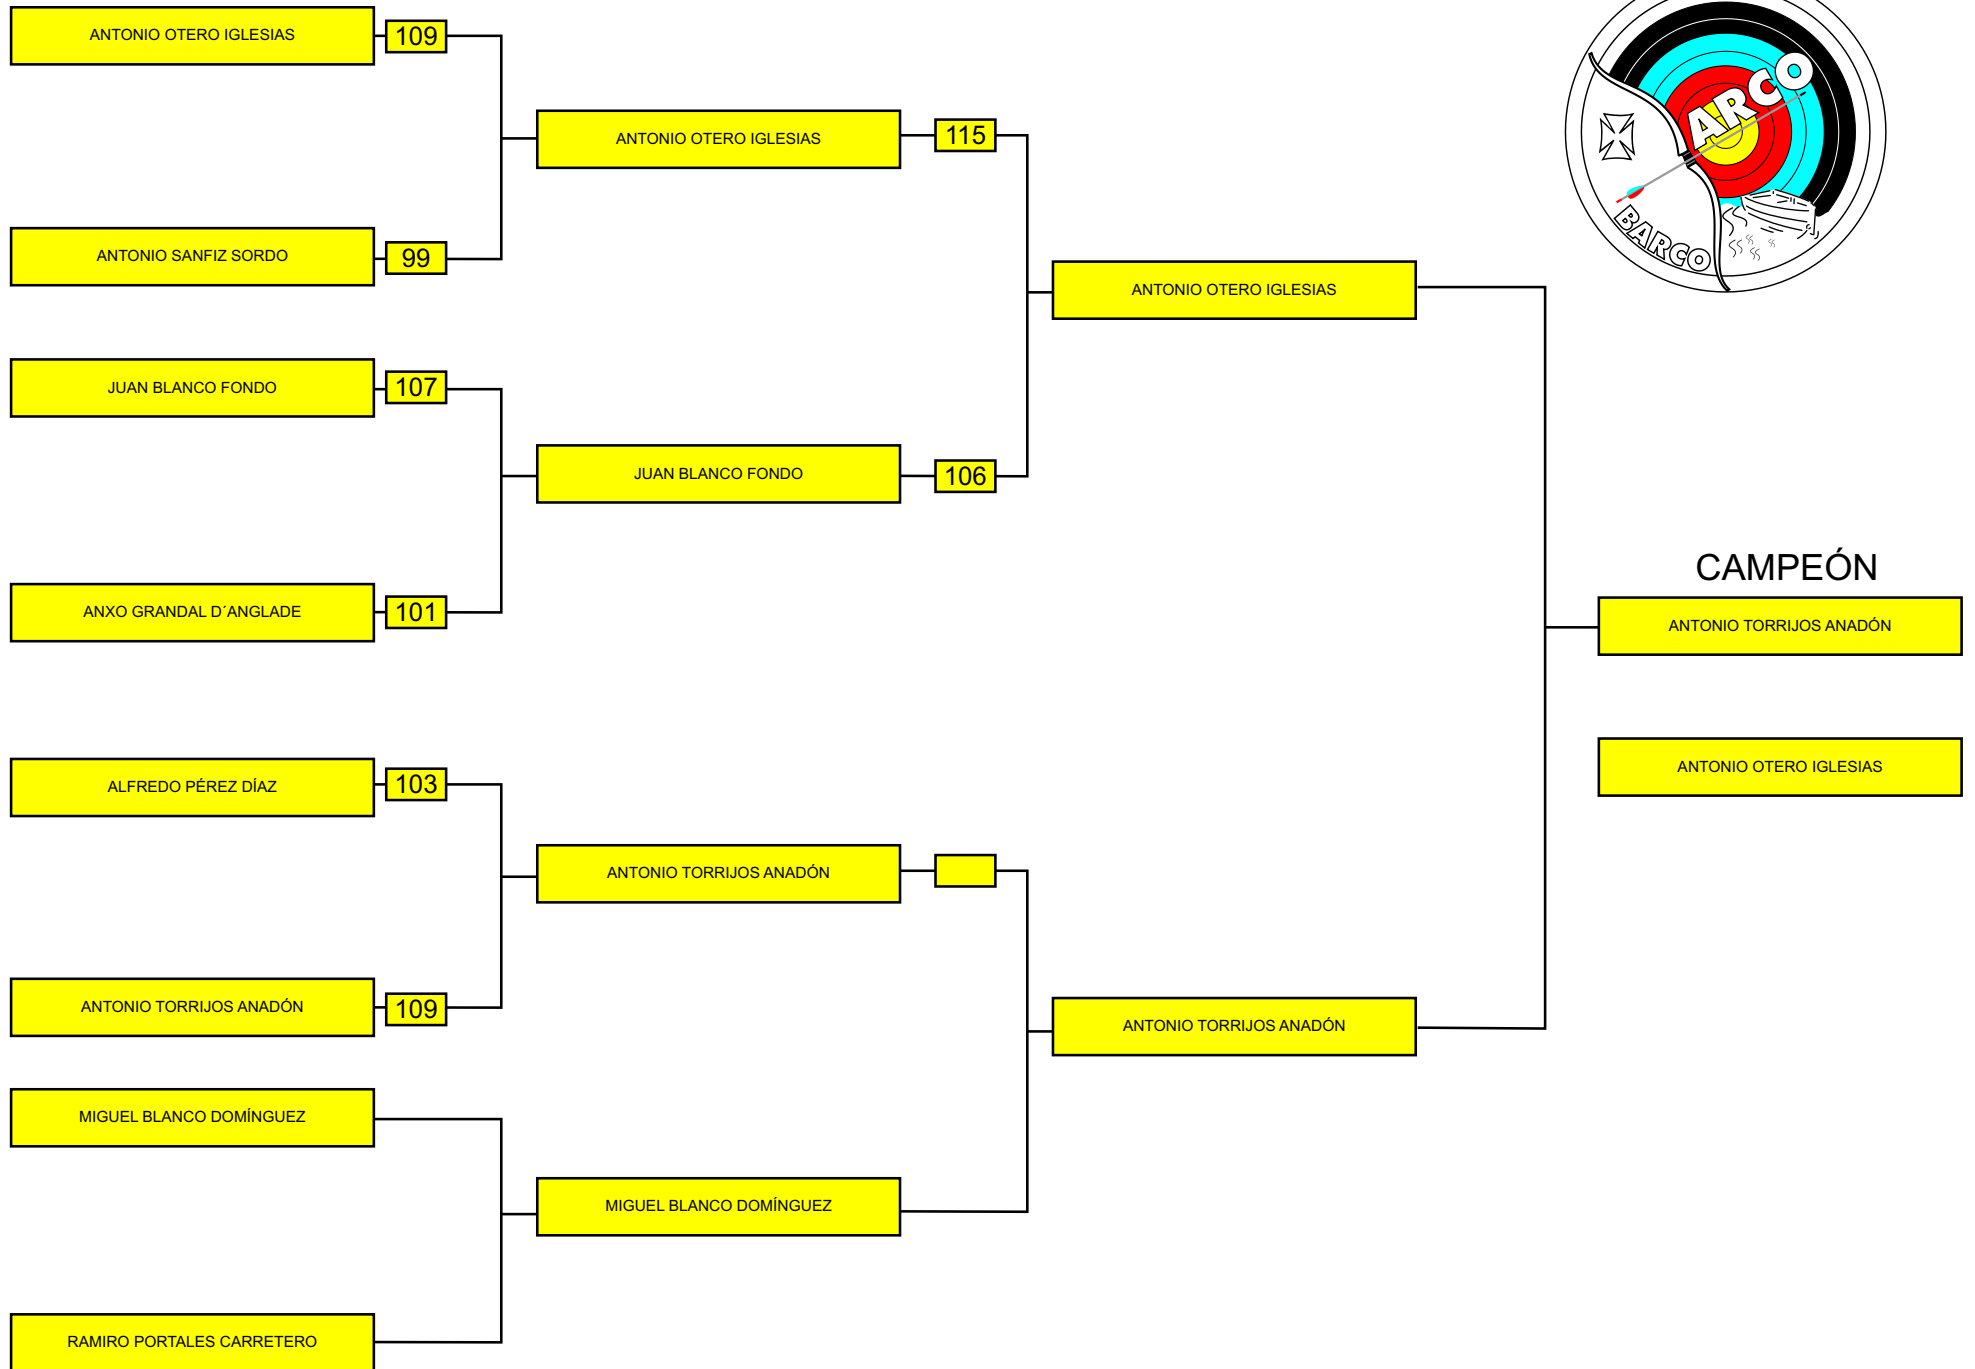 ANTONIO OTERO IGLESIAS
109
ANTONIO OTERO IGLESIAS
115
ARCO
BARCO
ANTONIO SANFIZ SORDO
99
ANTONIO OTERO IGLESIAS
JUAN BLANCO FONDO
107
JUAN BLANCO FONDO
106
CAMPEÓN
ANXO GRANDAL D´ANGLADE
101
ANTONIO TORRIJOS ANADÓN
ANTONIO OTERO IGLESIAS
ALFREDO PÉREZ DÍAZ
103
ANTONIO TORRIJOS ANADÓN
ANTONIO TORRIJOS ANADÓN
109
ANTONIO TORRIJOS ANADÓN
MIGUEL BLANCO DOMÍNGUEZ
MIGUEL BLANCO DOMÍNGUEZ
RAMIRO PORTALES CARRETERO